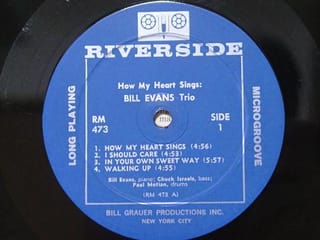 RIVERSIDE
How My Heart Sings:
BILL EVANS Trio
RM
473
SIDE
1
LONG PLAYING
MICROGROOVE
1. HOW MY HEART SINGS (4:56)
2. I SHOULD CARE (4:53)
3. IN YOUR OWN SWEET WAY (5:57)
4. WALKING UP (4:55)
Bill Evans, piano; Chuck Israels, bass;
Paul Motian, drums
(RM 473 A)
BILL GRAUER PRODUCTIONS INC.
NEW YORK CITY